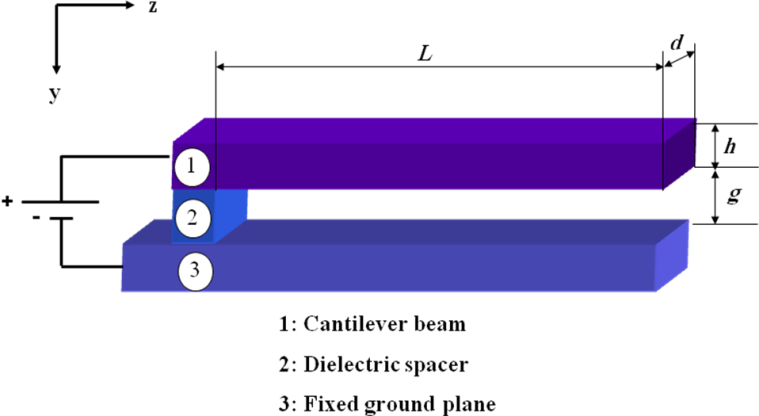 z
y
L
d
h
g
+
-
1
2
3
1: Cantilever beam
2: Dielectric spacer
3: Fixed ground plane